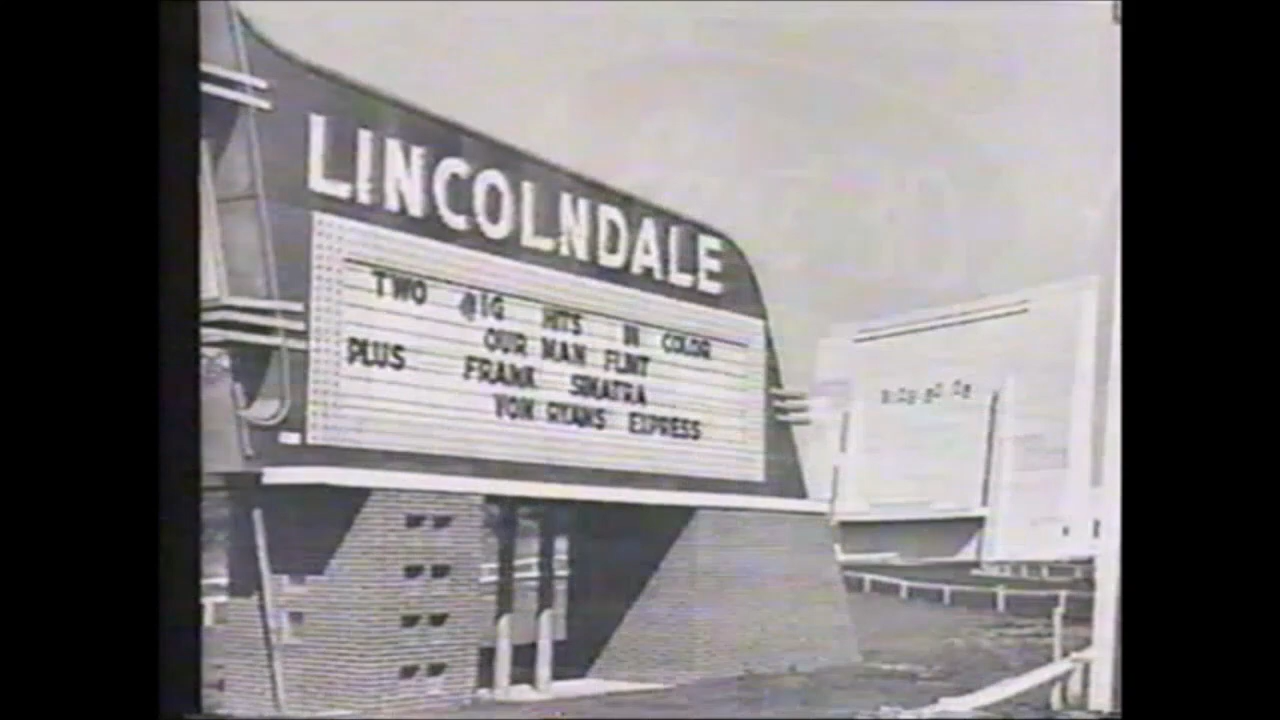 LINCOLNDALE
TWO BIG HITS IN COLOR
OUR MAN FLINT
PLUS FRANK SINATRA
VON RYANS EXPRESS